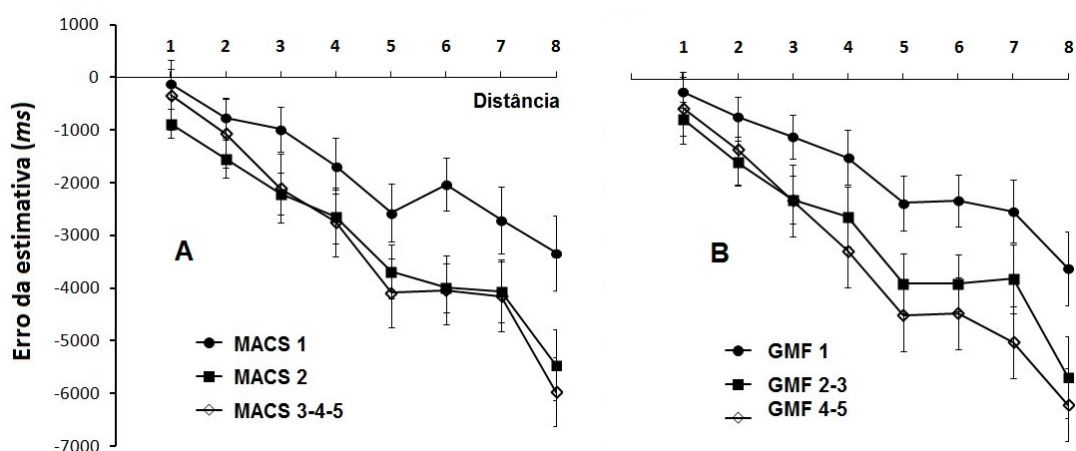 Erro da estimativa (ms)
1000
0
-1000
-2000
-3000
-4000
-5000
-6000
-7000
1 2 3 4 5 6 7 8
Distância
A
MACS 1
MACS 2
MACS 3-4-5
1 2 3 4 5 6 7 8
B
GMF 1
GMF 2-3
GMF 4-5